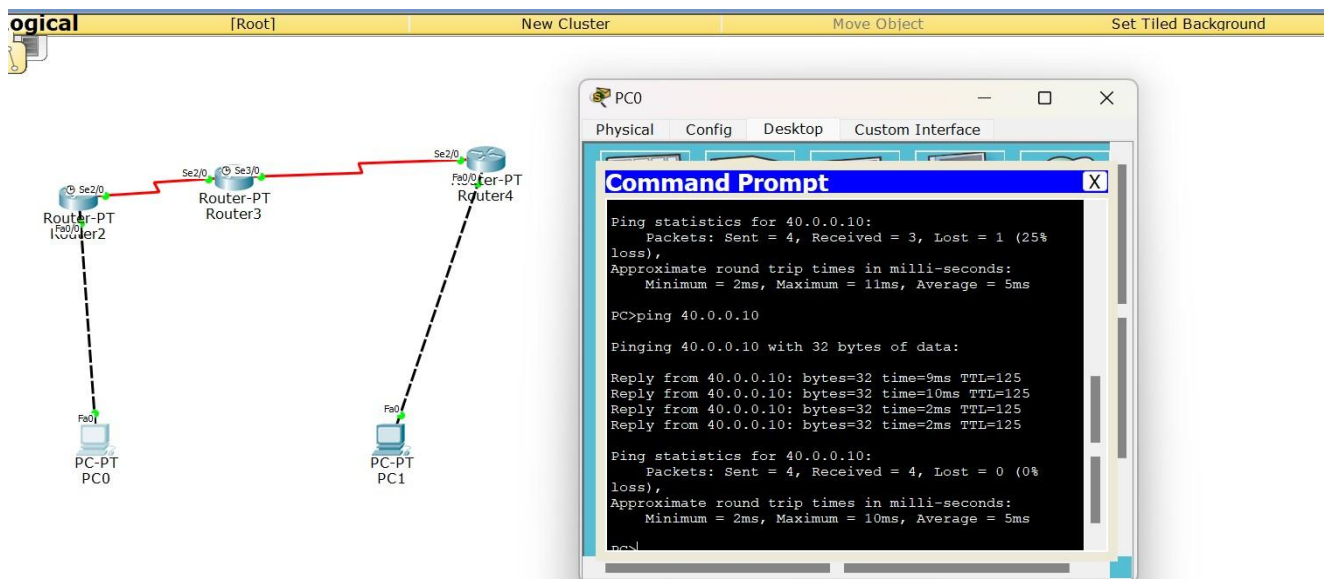 ogical [Root] New Cluster Move Object Set Tiled Background
Se2/0
Se2/0 Se3/0
Router-PT
Router3
Se2/0
Fa0/0
Router-PT
Router4
Se2/0
Router-PT
Fa0/0
Router2
Fa0
PC-PT
PC0
Fa0
PC-PT
PC1
PC0
Physical Config Desktop Custom Interface
Command Prompt X
Ping statistics for 40.0.0.10:
Packets: Sent = 4, Received = 3, Lost = 1 (25%
loss),
Approximate round trip times in milli-seconds:
Minimum = 2ms, Maximum = 11ms, Average = 5ms
PC>ping 40.0.0.10
Pinging 40.0.0.10 with 32 bytes of data:
Reply from 40.0.0.10: bytes=32 time=9ms TTL=125
Reply from 40.0.0.10: bytes=32 time=10ms TTL=125
Reply from 40.0.0.10: bytes=32 time=2ms TTL=125
Reply from 40.0.0.10: bytes=32 time=2ms TTL=125
Ping statistics for 40.0.0.10:
Packets: Sent = 4, Received = 4, Lost = 0 (0%
loss),
Approximate round trip times in milli-seconds:
Minimum = 2ms, Maximum = 10ms, Average = 5ms
PC>